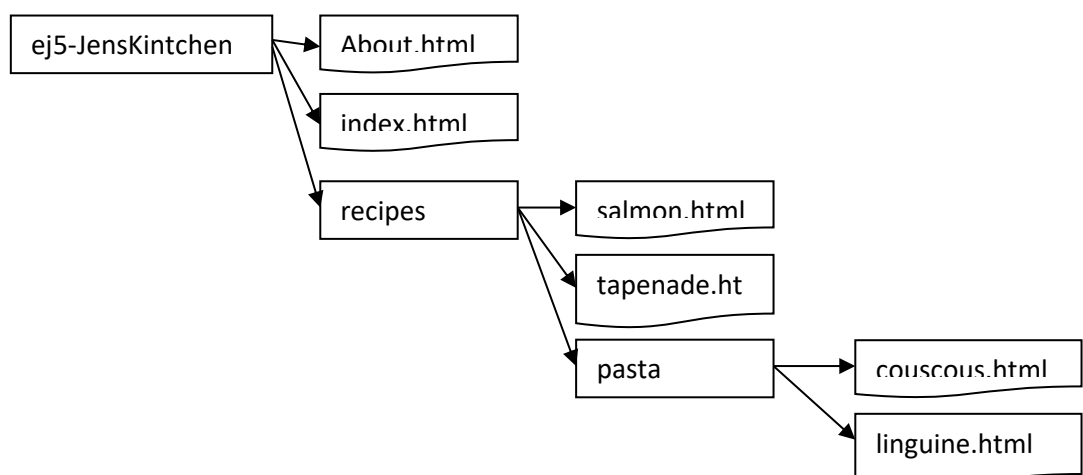 ej5-JensKintchen
About.html
index.html
recipes
salmon.html
tapenade.ht
pasta
couscous.html
linguine.html